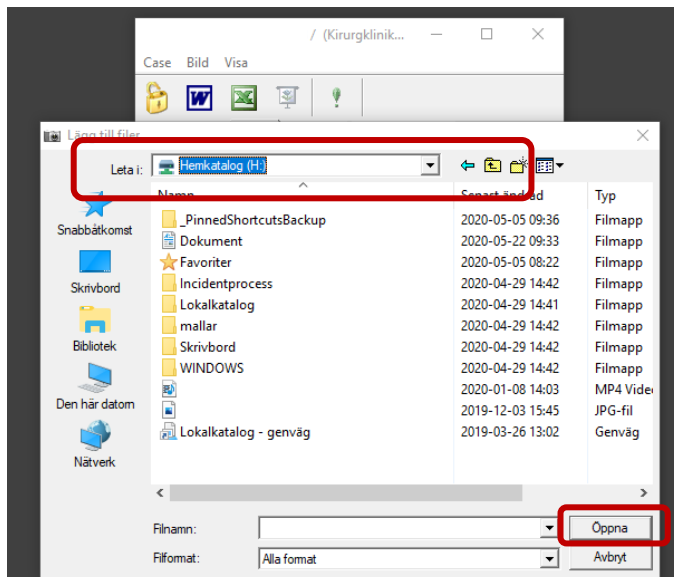 / (Kirurgklinik...
Case Bild Visa
Lägg till filer
Leta i: Hemkatalog (H:)
Namn Senast ändrad Typ
_PinnedShortcutsBackup 2020-05-05 09:36 Filmapp
Dokument 2020-05-22 09:33 Filmapp
Favoriter 2020-05-05 08:22 Filmapp
Incidentprocess 2020-04-29 14:42 Filmapp
Lokalkatalog 2020-04-29 14:41 Filmapp
mallar 2020-04-29 14:42 Filmapp
Skrivbord 2020-04-29 14:42 Filmapp
WINDOWS 2020-04-29 14:42 Filmapp
2020-01-08 14:03 MP4 Video
2019-12-03 15:45 JPG-fil
Lokalkatalog - genväg 2019-03-26 13:02 Genväg
Snabbåtkomst
Skrivbord
Bibliotek
Den här datorn
Nätverk
Filnamn: Öppna
Filformat: Alla format Avbryt